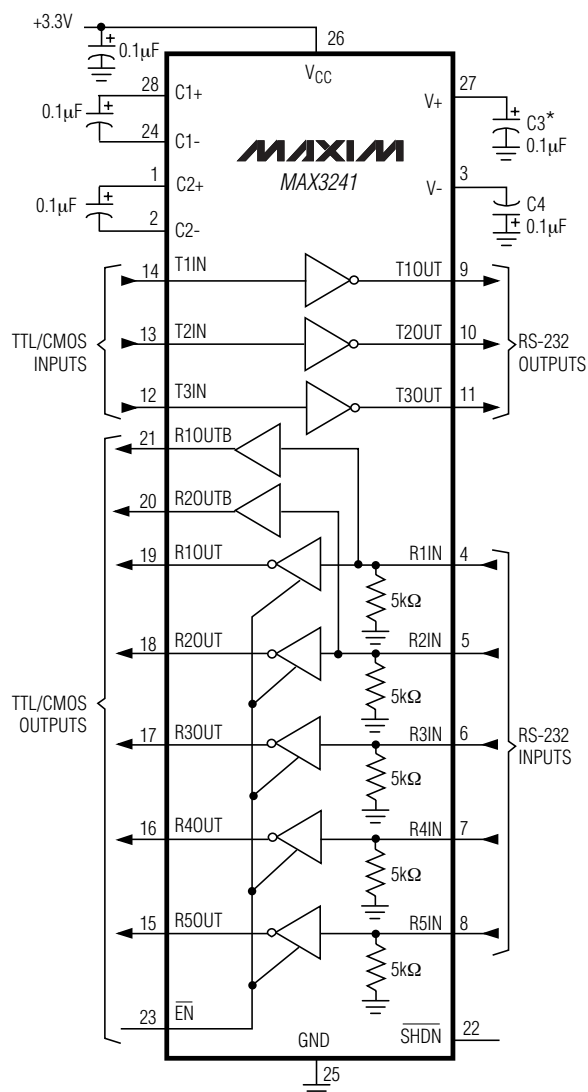 +3.3V
26
0.1µF
VCC
28
C1+
27
V+
0.1µF
C3*
0.1µF
24
C1-
MAXIM
MAX3241
1
C2+
3
V-
0.1µF
C4
0.1µF
2
C2-
14
T1IN
T1OUT
9
TTL/CMOS
INPUTS
13
T2IN
T2OUT
10
RS-232
OUTPUTS
12
T3IN
T3OUT
11
21
R1OUTB
20
R2OUTB
19
R1OUT
R1IN
4
5kΩ
18
R2OUT
R2IN
5
5kΩ
TTL/CMOS
OUTPUTS
17
R3OUT
R3IN
6
RS-232
INPUTS
5kΩ
16
R4OUT
R4IN
7
5kΩ
15
R5OUT
R5IN
8
5kΩ
23
EN
GND
SHDN
22
25